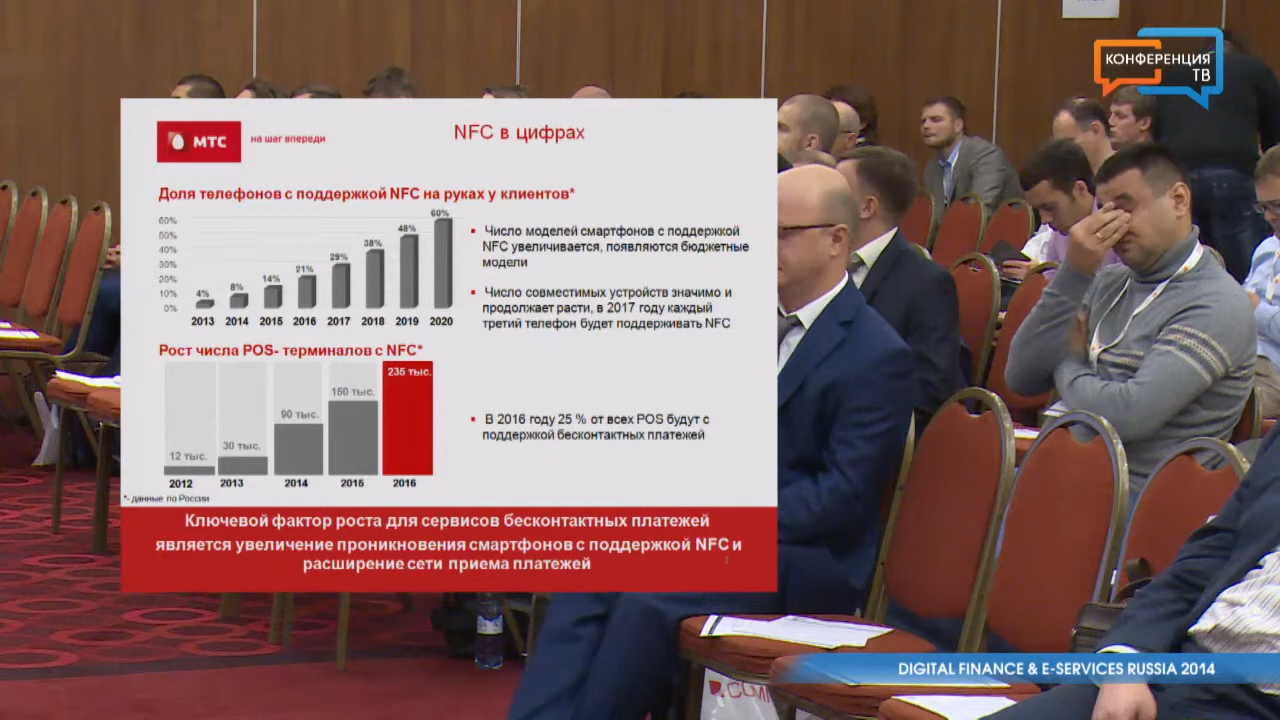 КОНФЕРЕНЦИЯ
ТВ
МТС
на шаг впереди
NFC в цифрах
Доля телефонов с поддержкой NFC на руках у клиентов*
60%
50%
40%
30%
20%
10%
0%
4%
8%
14%
21%
29%
38%
48%
60%
2013 2014 2015 2016 2017 2018 2019 2020
Число моделей смартфонов с поддержкой
NFC увеличивается, появляются бюджетные
модели
Число совместимых устройств значимо и
продолжает расти, в 2017 году каждый
третий телефон будет поддерживать NFC
Рост числа POS- терминалов с NFC*
12 тыс.
30 тыс.
90 тыс.
150 тыс.
235 тыс.
2012 2013 2014 2015 2016
В 2016 году 25 % от всех POS будут с
поддержкой бесконтактных платежей
*- данные по России
Ключевой фактор роста для сервисов бесконтактных платежей
является увеличение проникновения смартфонов с поддержкой NFC и
расширение сети приема платежей
DIGITAL FINANCE & E-SERVICES RUSSIA 2014